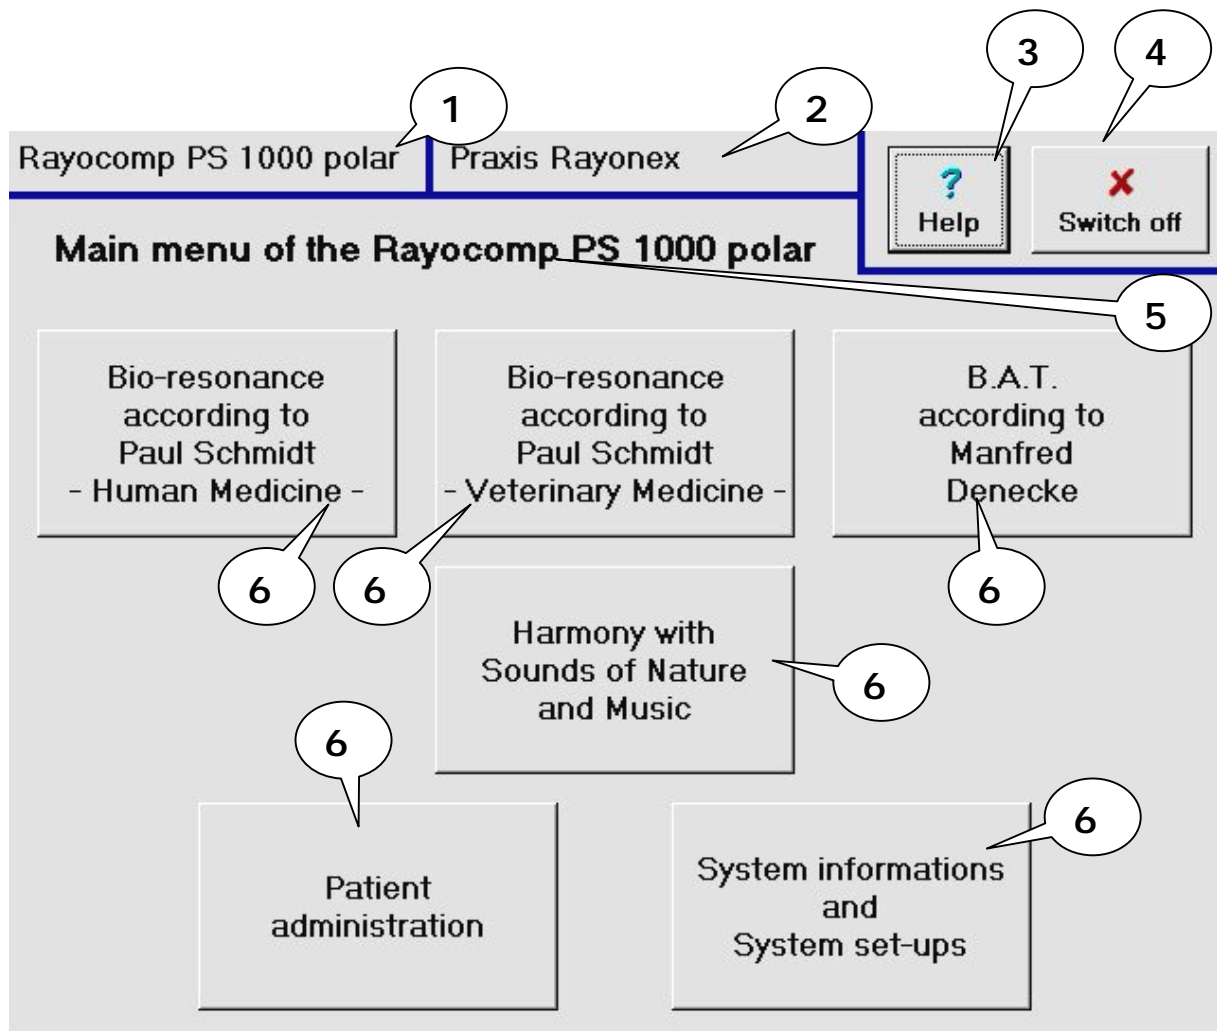 3
4
1
2
Rayocomp PS 1000 polar
Praxis Rayonex
?
Help
Switch off
Main menu of the Rayocomp PS 1000 polar
5
Bio-resonance
according to
Paul Schmidt
- Human Medicine -
Bio-resonance
according to
Paul Schmidt
- Veterinary Medicine -
B.A.T.
according to
Manfred
Denecke
6
6
6
Harmony with
Sounds of Nature
and Music
6
6
Patient
administration
6
System informations
and
System set-ups